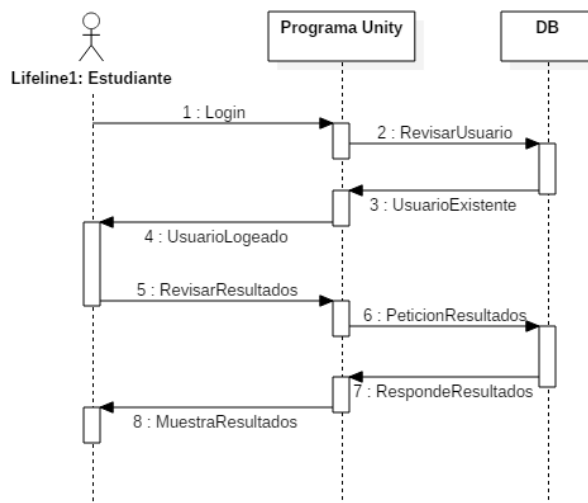 Programa Unity
DB
Lifeline1: Estudiante
1 : Login
2 : RevisarUsuario
3 : UsuarioExistente
4 : UsuarioLogeado
5 : RevisarResultados
6 : PeticionResultados
7 : RespondeResultados
8 : MuestraResultados